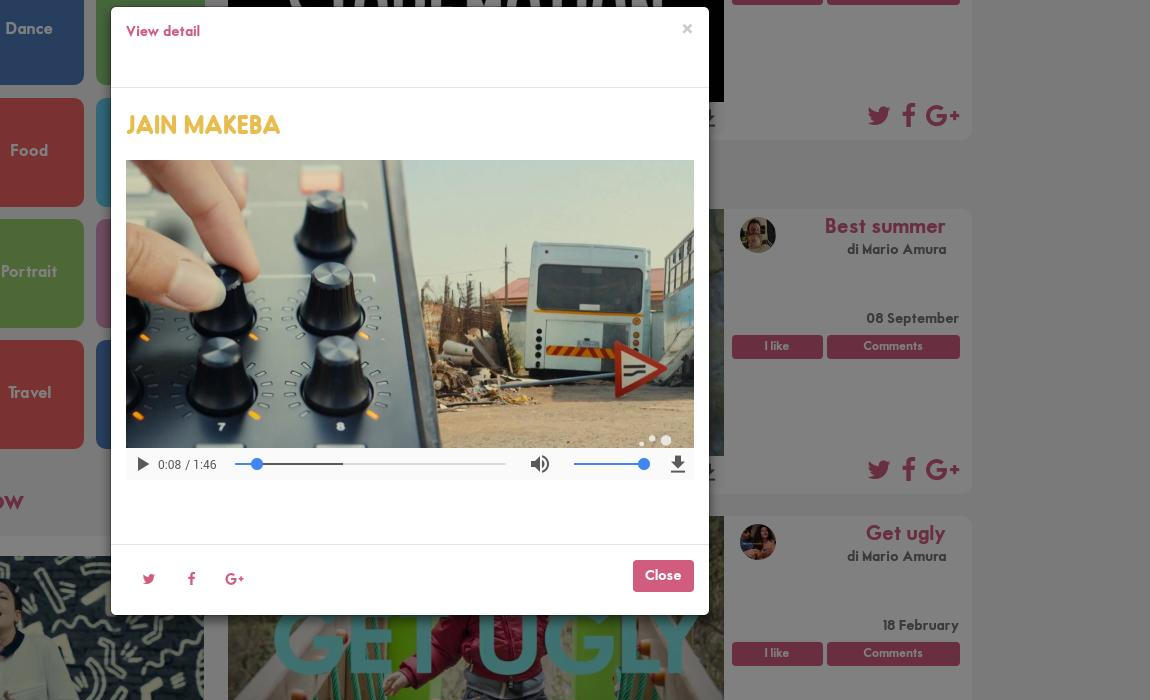 Dance
Food
Portrait
Travel
View detail
×
JAIN MAKEBA
7
8
0:08 / 1:46
Close
Best summer
di Mario Amura
08 September
I like
Comments
Get ugly
di Mario Amura
18 February
I like
Comments
GET UGLY